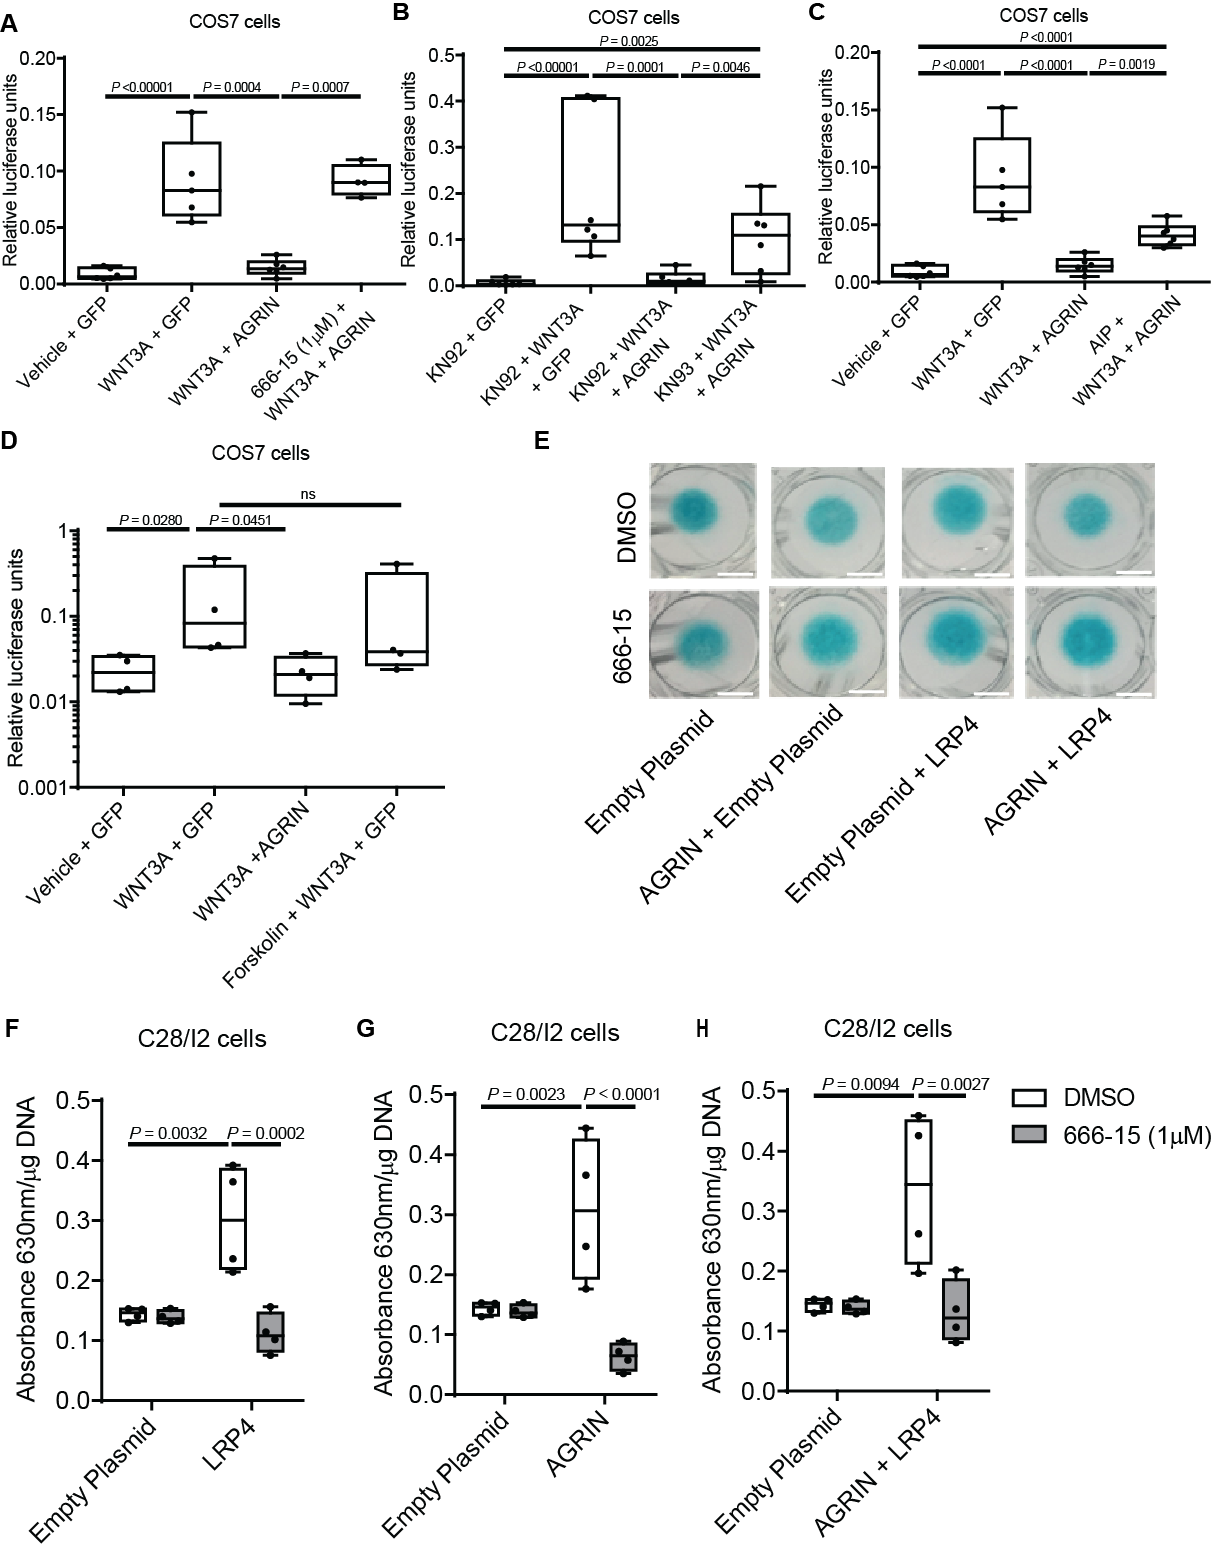 A
COS7 cells
Relative luciferase units
0.20
0.15
0.10
0.05
0.00
P <0.00001
P = 0.0004
P = 0.0007
Vehicle + GFP
WNT3A + GFP
WNT3A + AGRIN
666-15 (1μM) +
WNT3A + AGRIN
B
COS7 cells
Relative luciferase units
0.5
0.4
0.3
0.2
0.1
0.0
P = 0.0025
P <0.00001
P = 0.0001
P = 0.0046
KN92 + GFP
KN92 + WNT3A
+ GFP
KN92 + WNT3A
+ AGRIN
KN93 + WNT3A
+ AGRIN
C
COS7 cells
Relative luciferase units
0.20
0.15
0.10
0.05
0.00
P <0.0001
P <0.0001
P <0.0001
P = 0.0019
Vehicle + GFP
WNT3A + GFP
WNT3A + AGRIN
AIP +
WNT3A + AGRIN
D
COS7 cells
Relative luciferase units
1
0.1
0.01
0.001
ns
P = 0.0280
P = 0.0451
Vehicle + GFP
WNT3A + GFP
WNT3A +AGRIN
Forskolin + WNT3A + GFP
E
DMSO
666-15
Empty Plasmid
AGRIN + Empty Plasmid
Empty Plasmid + LRP4
AGRIN + LRP4
F
C28/I2 cells
Absorbance 630nm/μg DNA
0.5
0.4
0.3
0.2
0.1
0.0
P = 0.0032
P = 0.0002
Empty Plasmid
LRP4
G
C28/I2 cells
Absorbance 630nm/μg DNA
0.5
0.4
0.3
0.2
0.1
0.0
P = 0.0023
P < 0.0001
Empty Plasmid
AGRIN
H
C28/I2 cells
Absorbance 630nm/μg DNA
0.5
0.4
0.3
0.2
0.1
0.0
P = 0.0094
P = 0.0027
Empty Plasmid
AGRIN + LRP4
DMSO
666-15 (1μM)